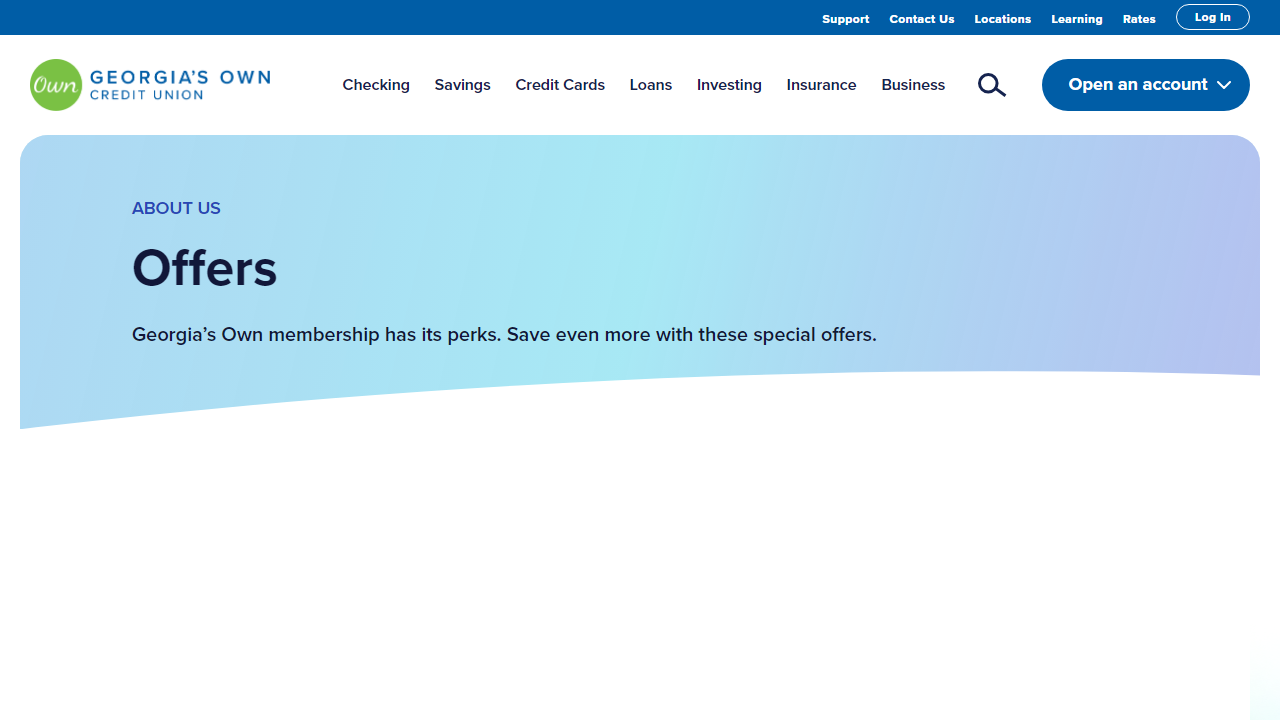 Support Contact Us Locations Learning Rates Log In
Own GEORGIA'S OWN
CREDIT UNION
Checking Savings Credit Cards Loans Investing Insurance Business
Open an account
ABOUT US
Offers
Georgia’s Own membership has its perks. Save even more with these special offers.